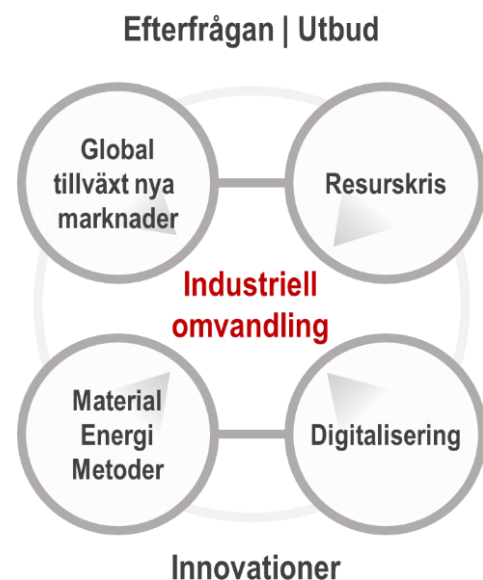 Efterfrågan | Utbud
Global
tillväxt nya
marknader
Resurskris
Industriell
omvandling
Material
Energi
Metoder
Digitalisering
Innovationer